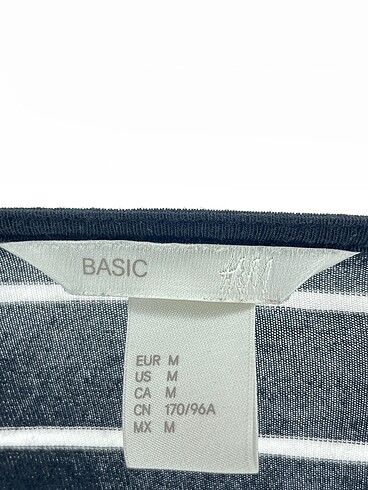 BASIC H&M
EUR M
US M
CA M
CN 170/96A
MX M